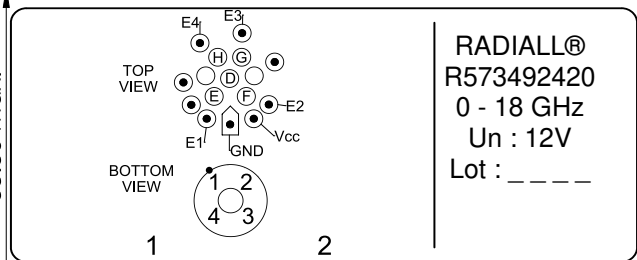 E4
E3
H G
TOP
VIEW
D
E F
E2
E1
Vcc
GND
BOTTOM
VIEW
1 2
4 3
1 2
RADIALL®
R573492420
0 - 18 GHz
Un : 12V
Lot : _ _ _ _